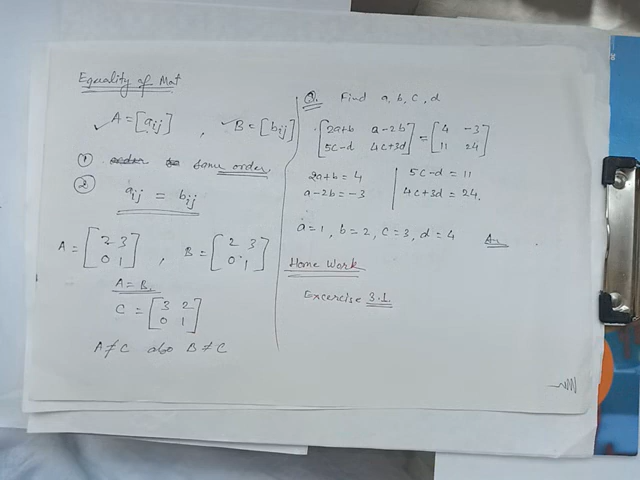 Equality of Mat
A = [aij] , B = [bij]
① order same order.
② aij = bij
A = [2 3
0 1] , B = [2 3
0 1]
A = B,
C = [3 2
0 1]
A ≠ C also B ≠ C
Q. Find a, b, c, d
[2a+b a-2b
5c-d 4c+3d] = [4 -3
11 24]
2a+b = 4 | 5c-d = 11
a-2b = -3 | 4c+3d = 24.
a=1, b=2, c=3, d=4
Home Work
Excercise 3.1